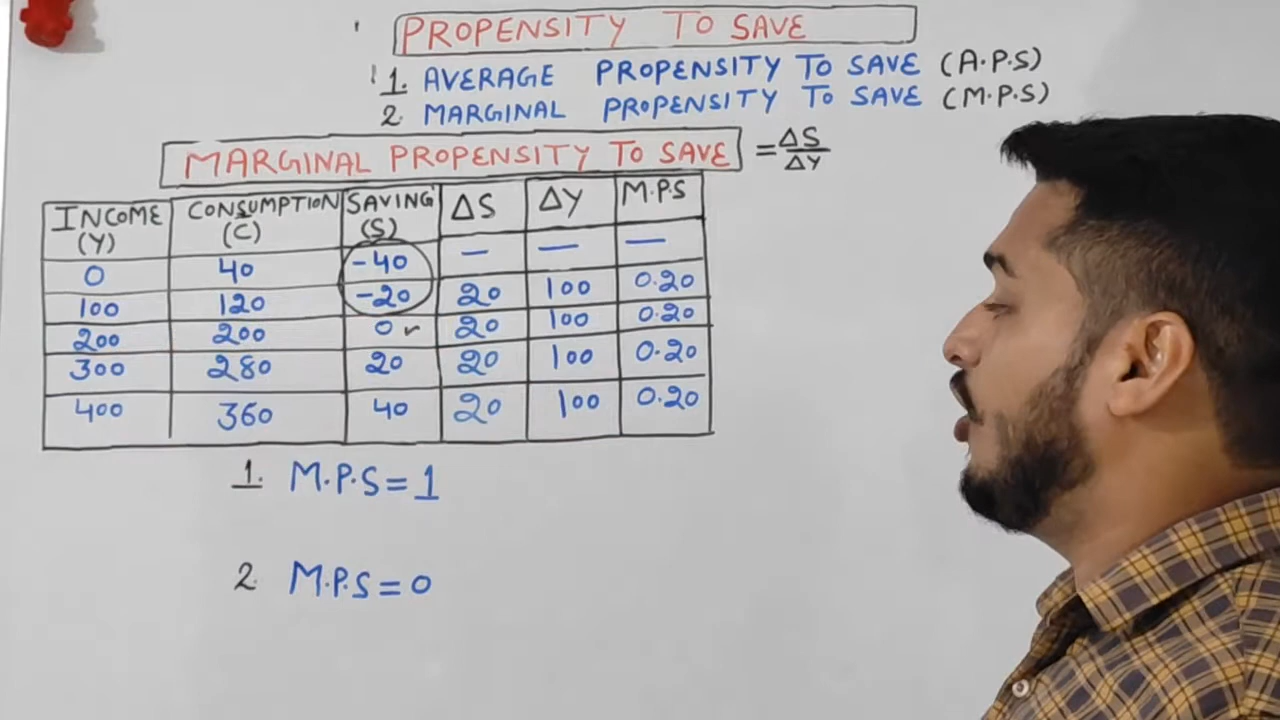 PROPENSITY TO SAVE
1. AVERAGE PROPENSITY TO SAVE (A.P.S)
2. MARGINAL PROPENSITY TO SAVE (M.P.S)
MARGINAL PROPENSITY TO SAVE = ΔS/ΔY
INCOME (Y) CONSUMPTION (C) SAVING (S) ΔS ΔY M.P.S
0 40 -40 — — —
100 120 -20 20 100 0.20
200 200 0 ✓ 20 100 0.20
300 280 20 20 100 0.20
400 360 40 20 100 0.20
1. M.P.S = 1
2. M.P.S = 0